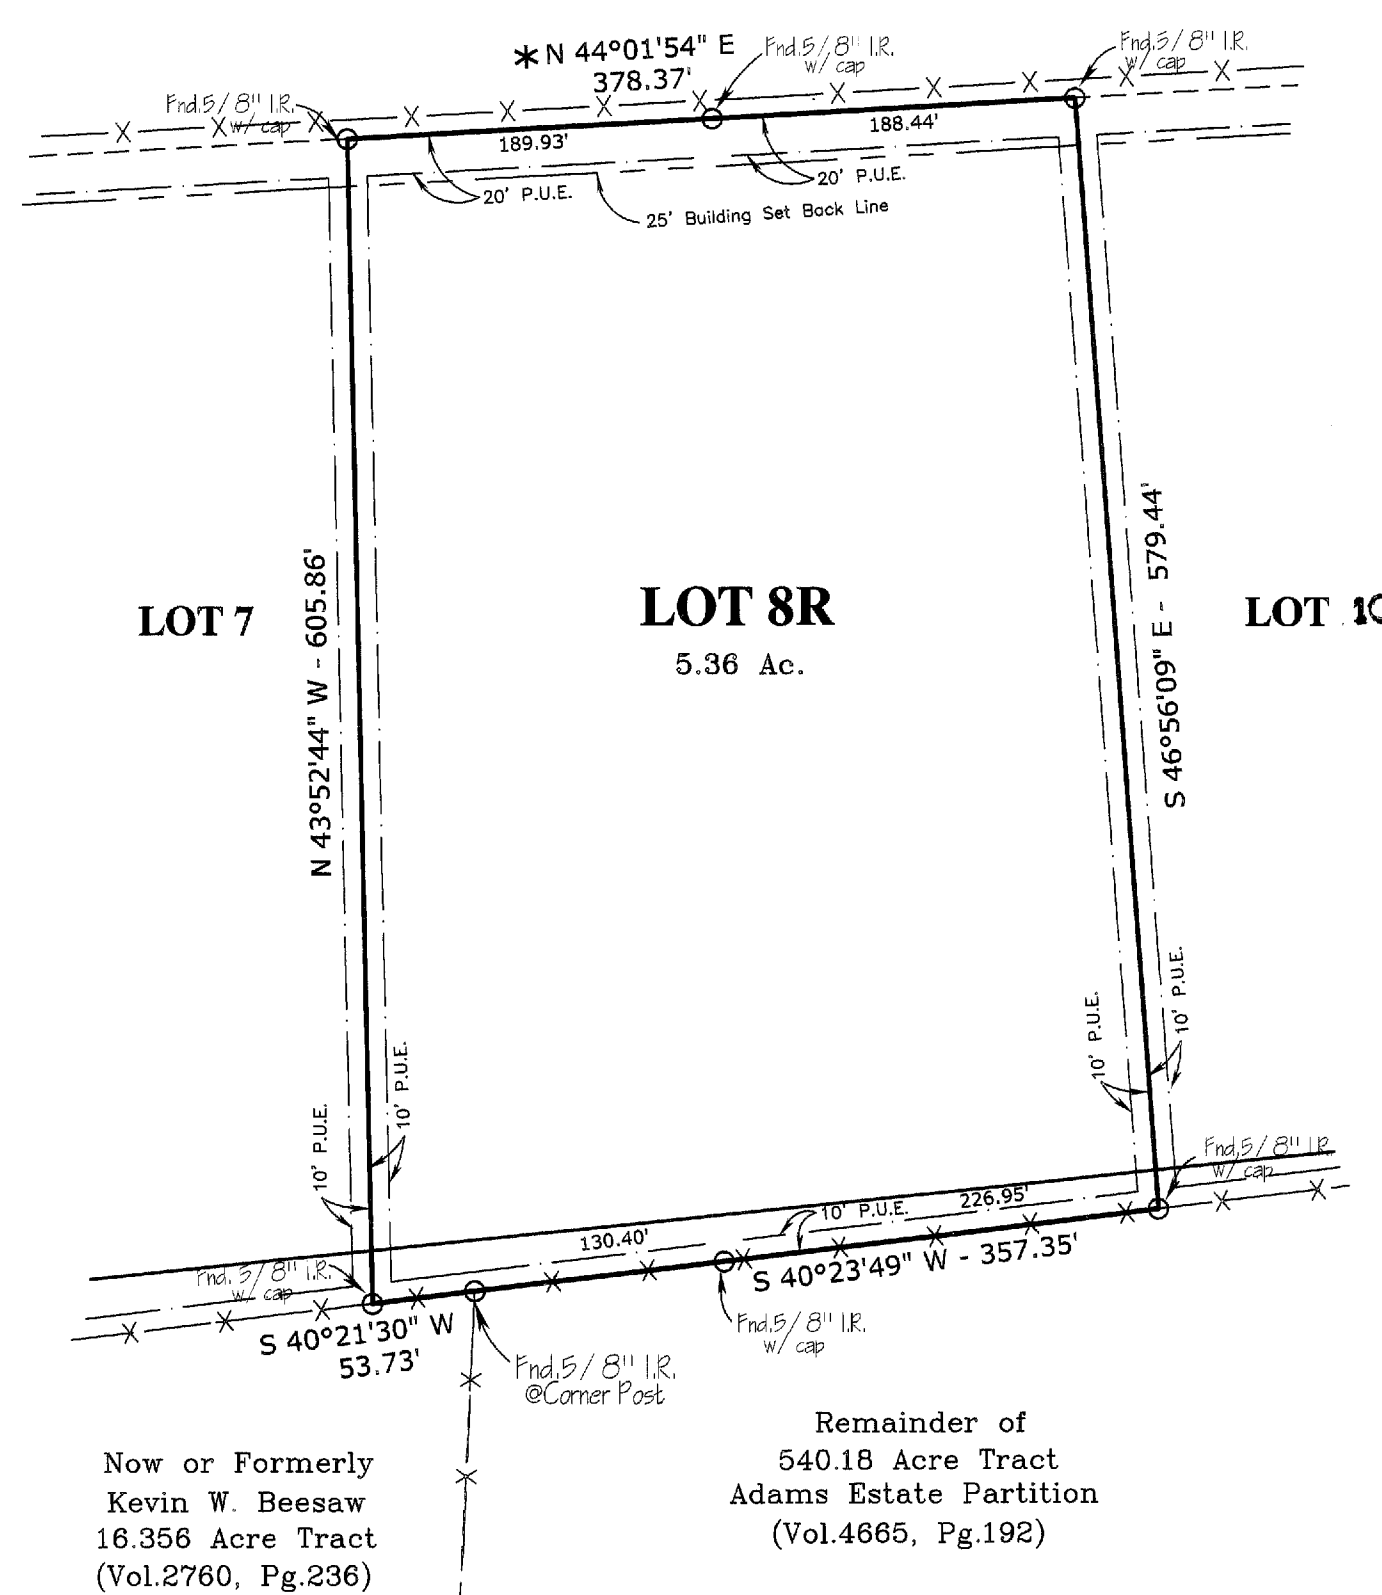 * N 44°01'54" E
378.37'
Fnd.5/8" I.R.
w/ cap
Fnd.5/8" I.R.
w/ cap
Fnd.5/8" I.R.
w/ cap
189.93'
188.44'
20' P.U.E.
20' P.U.E.
25' Building Set Back Line
N 43°52'44" W - 605.86'
S 46°56'09" E - 579.44'
LOT 7
LOT 8R
5.36 Ac.
LOT
10' P.U.E.
10' P.U.E.
10' P.U.E.
10' P.U.E.
Fnd.5/8" I.R.
w/ cap
226.95'
10' P.U.E.
130.40'
S 40°23'49" W - 357.35'
Fnd. 5/8" I.R.
w/ cap
S 40°21'30" W
53.73'
Fnd.5/8" I.R.
w/ cap
Fnd.5/8" I.R.
@Corner Post
Remainder of
540.18 Acre Tract
Adams Estate Partition
(Vol.4665, Pg.192)
Now or Formerly
Kevin W. Beesaw
16.356 Acre Tract
(Vol.2760, Pg.236)